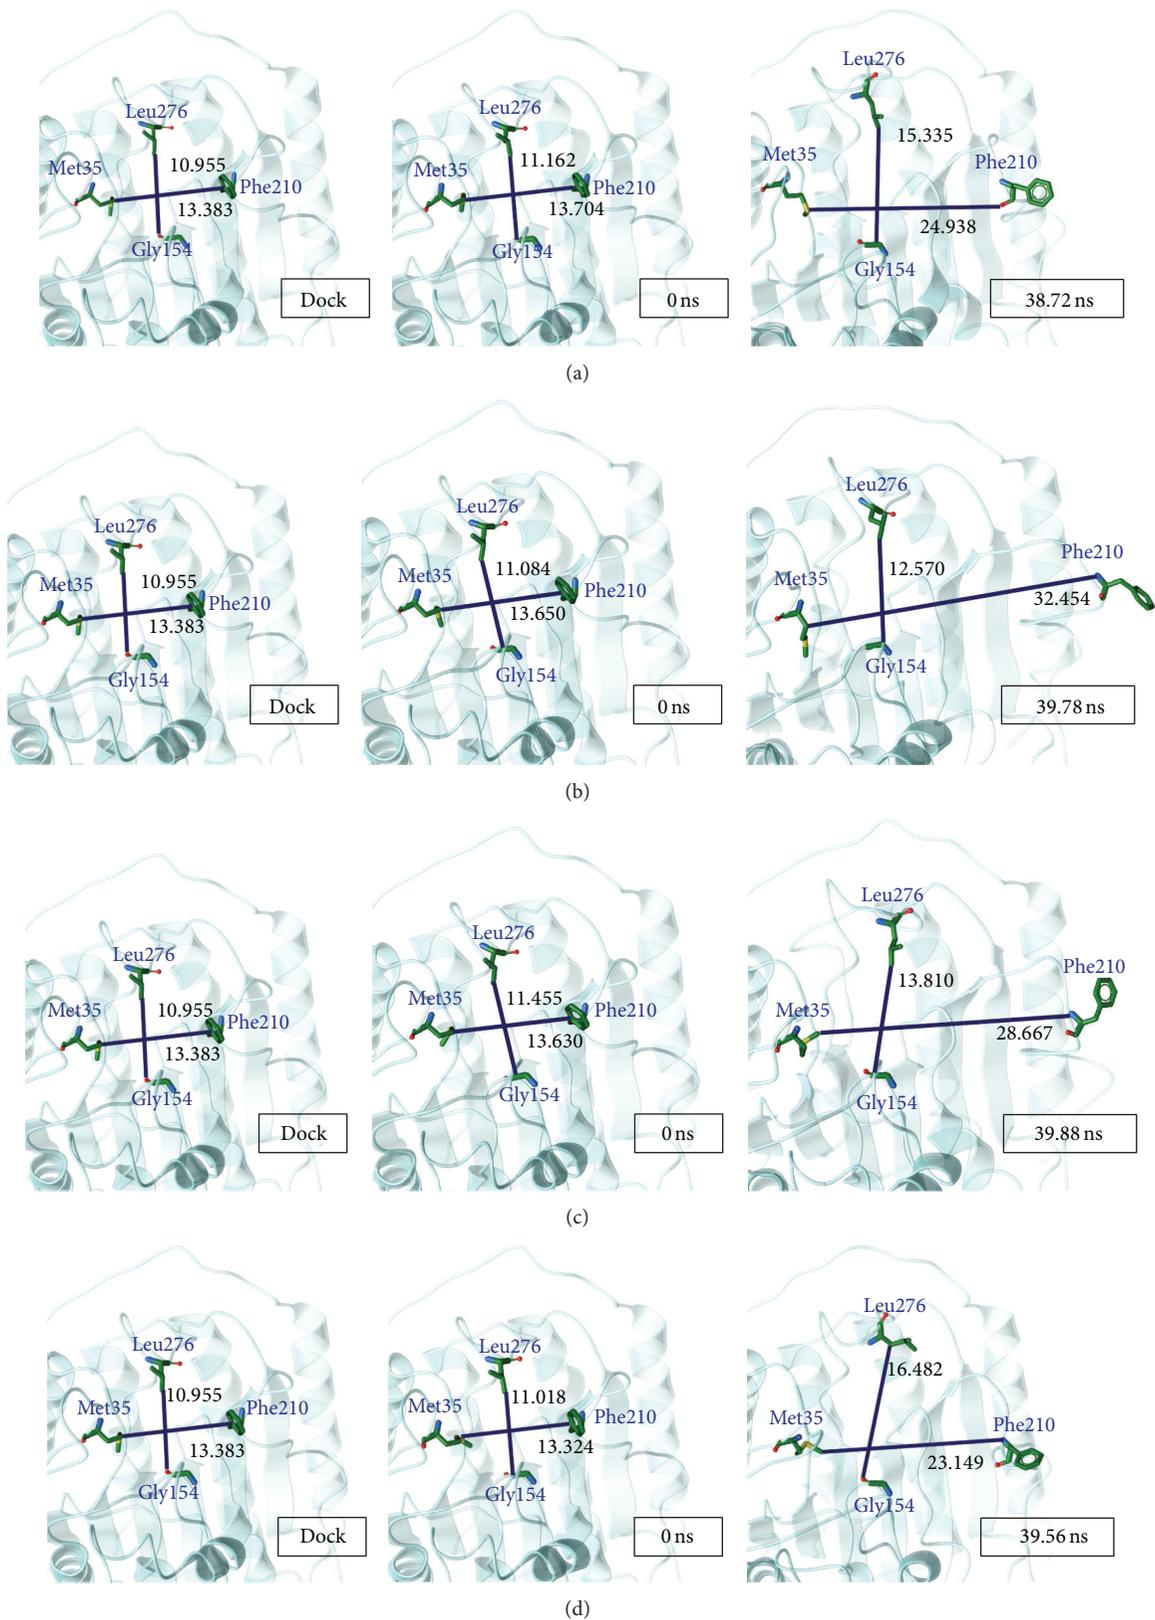 Leu276
Met35
10.955
Phe210
13.383
Gly154
Dock
Leu276
Met35
11.162
Phe210
13.704
Gly154
0 ns
Leu276
15.335
Met35
Phe210
24.938
Gly154
38.72 ns
(a)
Leu276
Met35
10.955
Phe210
13.383
Gly154
Dock
Leu276
Met35
11.084
Phe210
13.650
Gly154
0 ns
Leu276
Phe210
12.570
Met35
32.454
Gly154
39.78 ns
(b)
Leu276
Met35
10.955
Phe210
13.383
Gly154
Dock
Leu276
Met35
11.455
Phe210
13.630
Gly154
0 ns
Leu276
Phe210
13.810
Met35
28.667
Gly154
39.88 ns
(c)
Leu276
10.955
Met35
Phe210
13.383
Gly154
Dock
Leu276
11.018
Met35
Phe210
13.324
Gly154
0 ns
Leu276
16.482
Met35
Phe210
23.149
Gly154
39.56 ns
(d)